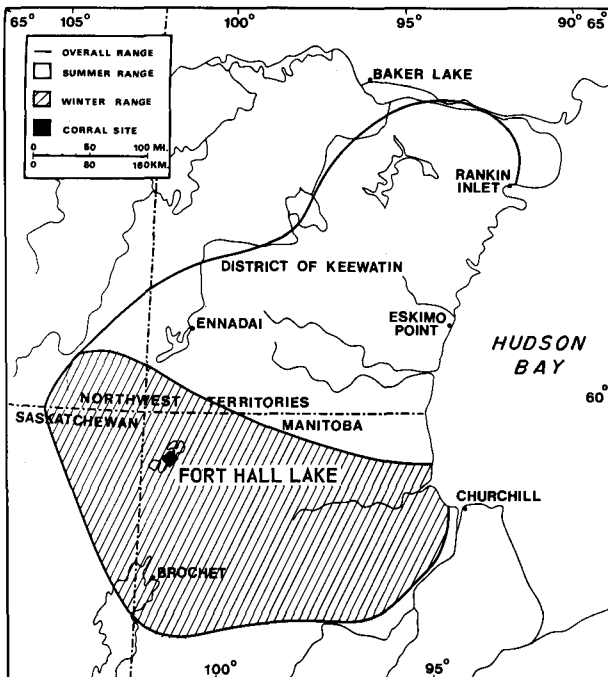 65° 105° 100° 95° 90° 65°
OVERALL RANGE
SUMMER RANGE
WINTER RANGE
CORRAL SITE
0 50 100 MI.
0 80 160KM.
BAKER LAKE
RANKIN
INLET
DISTRICT OF KEEWATIN
ENNADAI
ESKIMO
POINT
HUDSON
BAY
60°
NORTHWEST TERRITORIES
SASKATCHEWAN
MANITOBA
FORT HALL LAKE
CHURCHILL
BROCHET
100° 95°